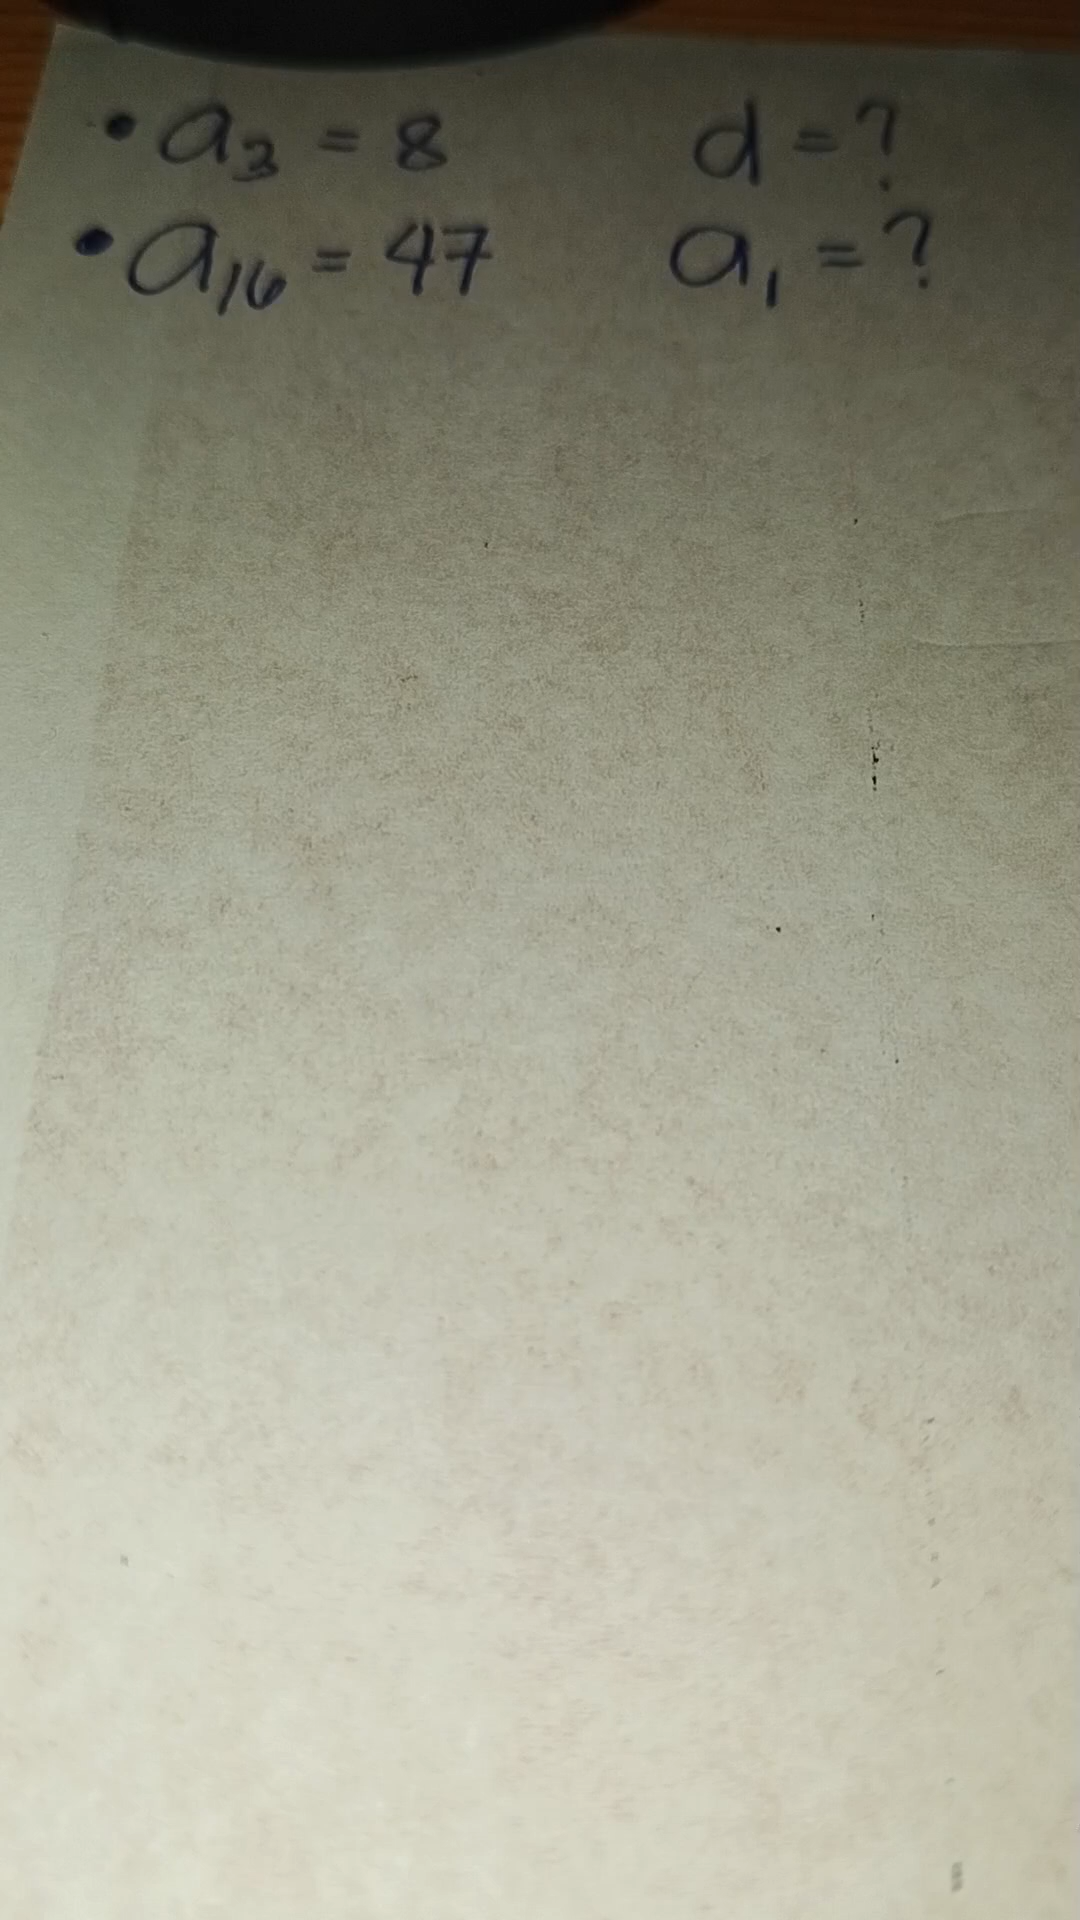 • a₃ = 8 d = ?
• a₁₆ = 47 a₁ = ?